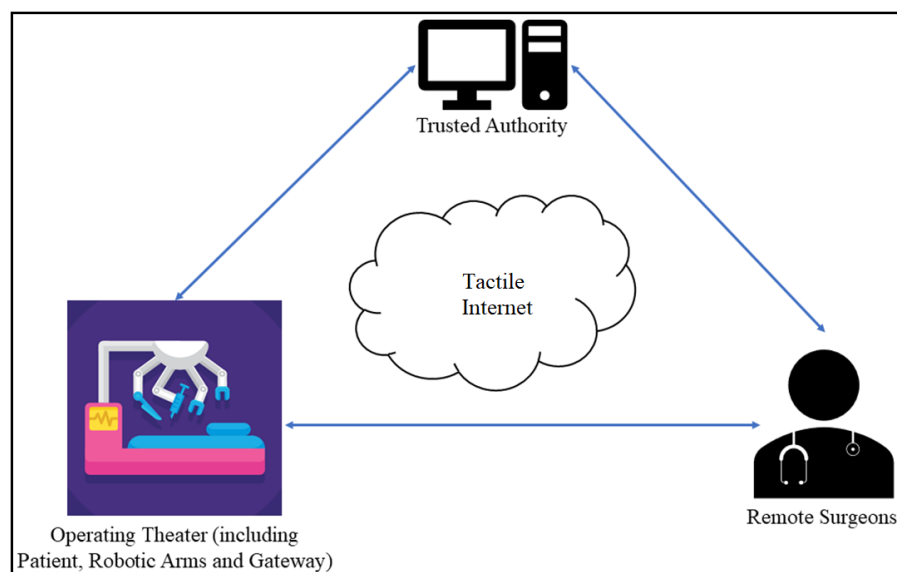 Trusted Authority
Tactile
Internet
Operating Theater (including
Patient, Robotic Arms and Gateway)
Remote Surgeons